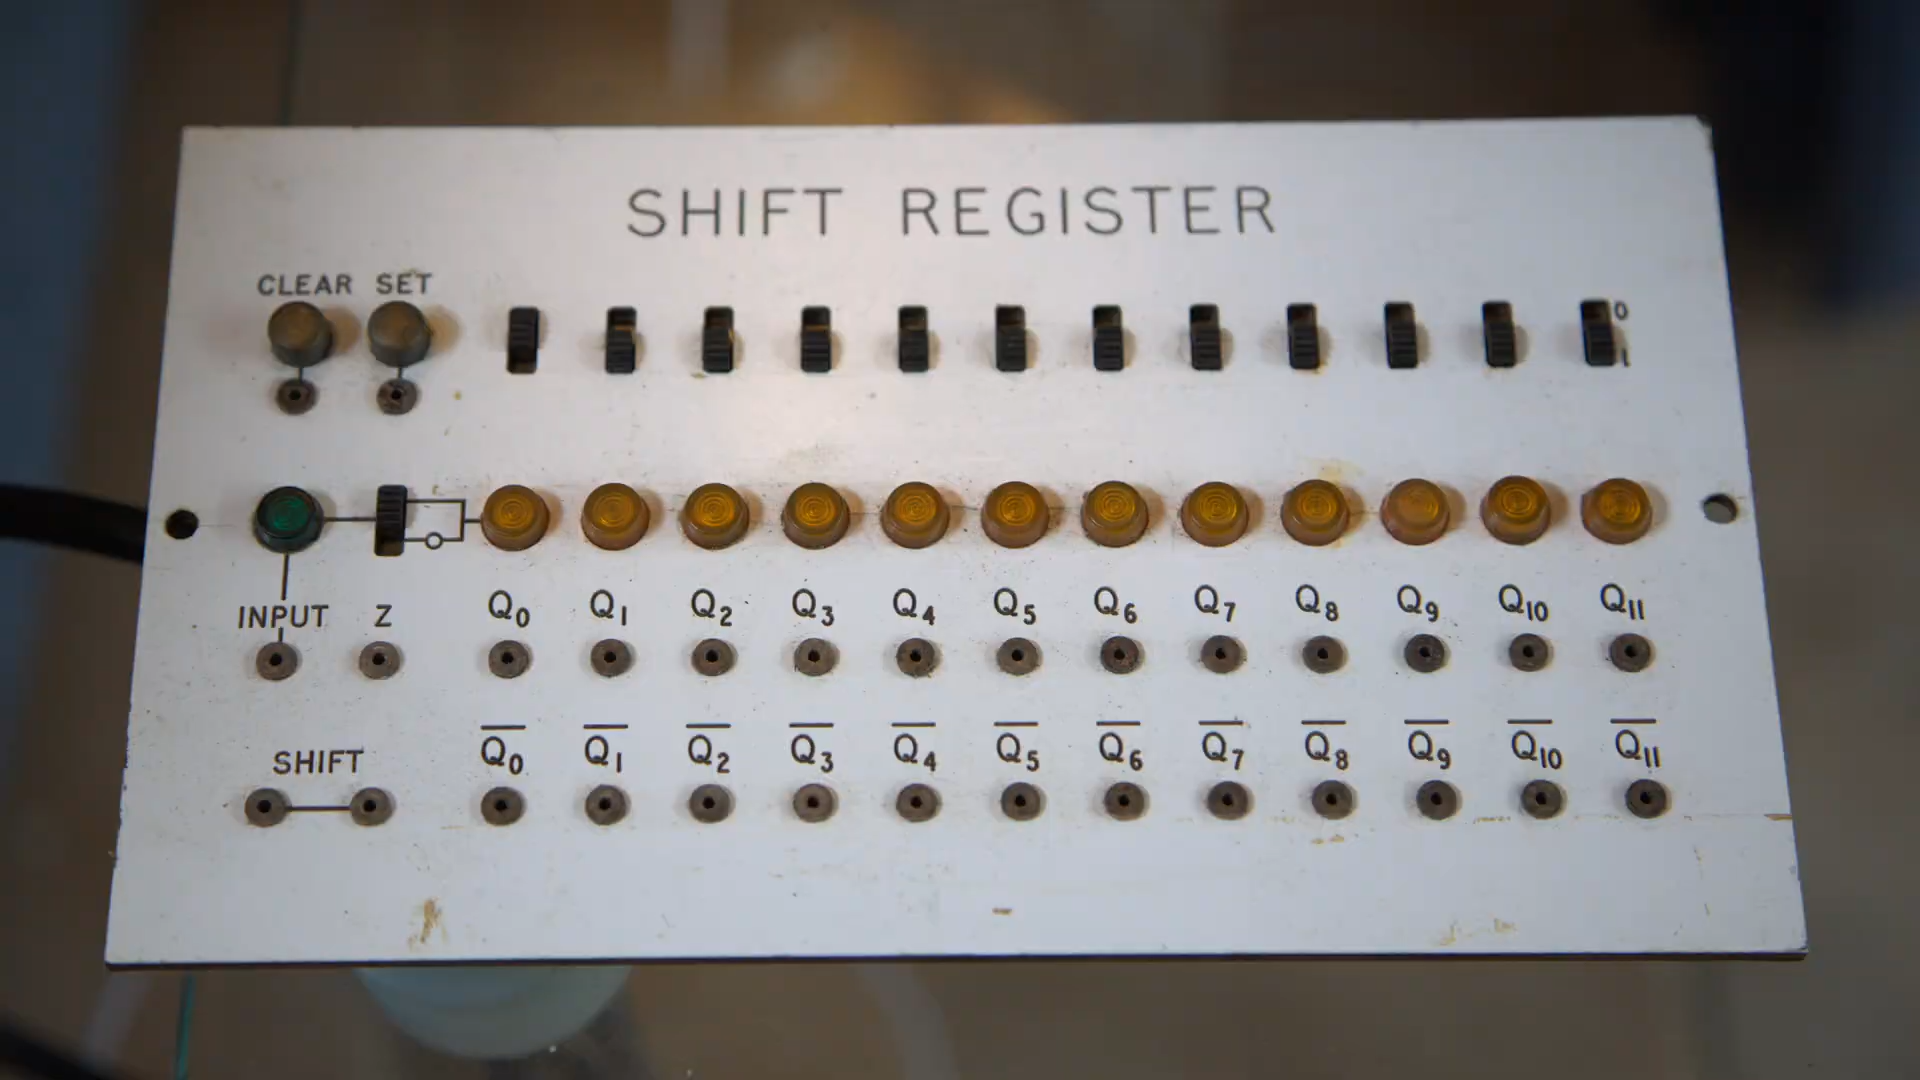 SHIFT REGISTER
CLEAR SET
0
1
INPUT Z Q0 Q1 Q2 Q3 Q4 Q5 Q6 Q7 Q8 Q9 Q10 Q11
SHIFT Q̅0 Q̅1 Q̅2 Q̅3 Q̅4 Q̅5 Q̅6 Q̅7 Q̅8 Q̅9 Q̅10 Q̅11